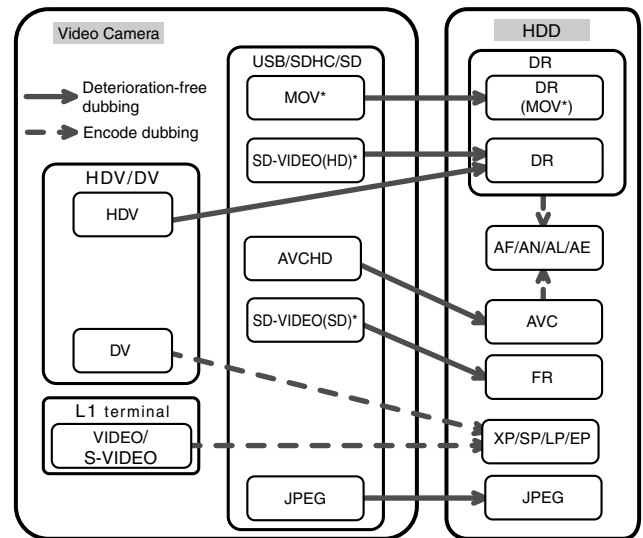 Video Camera
Deterioration-free
dubbing
Encode dubbing
HDV/DV
HDV
DV
L1 terminal
VIDEO/
S-VIDEO
USB/SDHC/SD
MOV*
SD-VIDEO(HD)*
AVCHD
SD-VIDEO(SD)*
JPEG
HDD
DR
DR
(MOV*)
DR
AF/AN/AL/AE
AVC
FR
XP/SP/LP/EP
JPEG